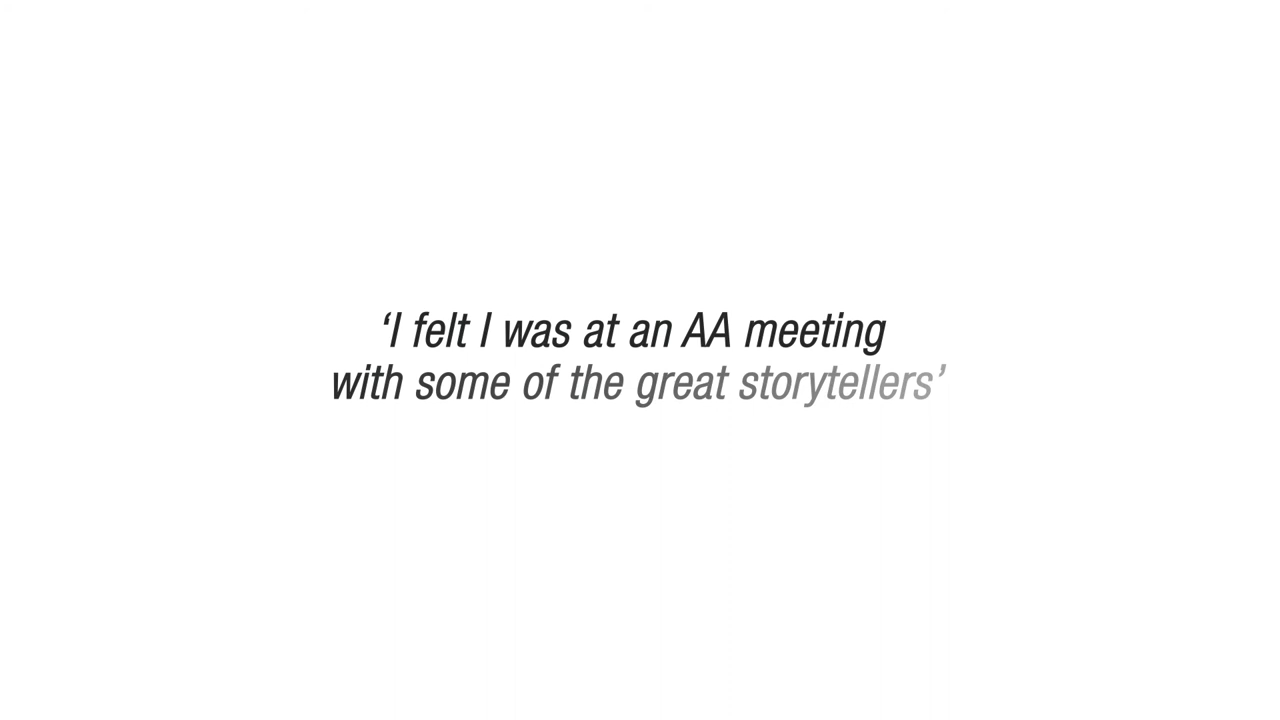 ‘I felt I was at an AA meeting
with some of the great storytellers’